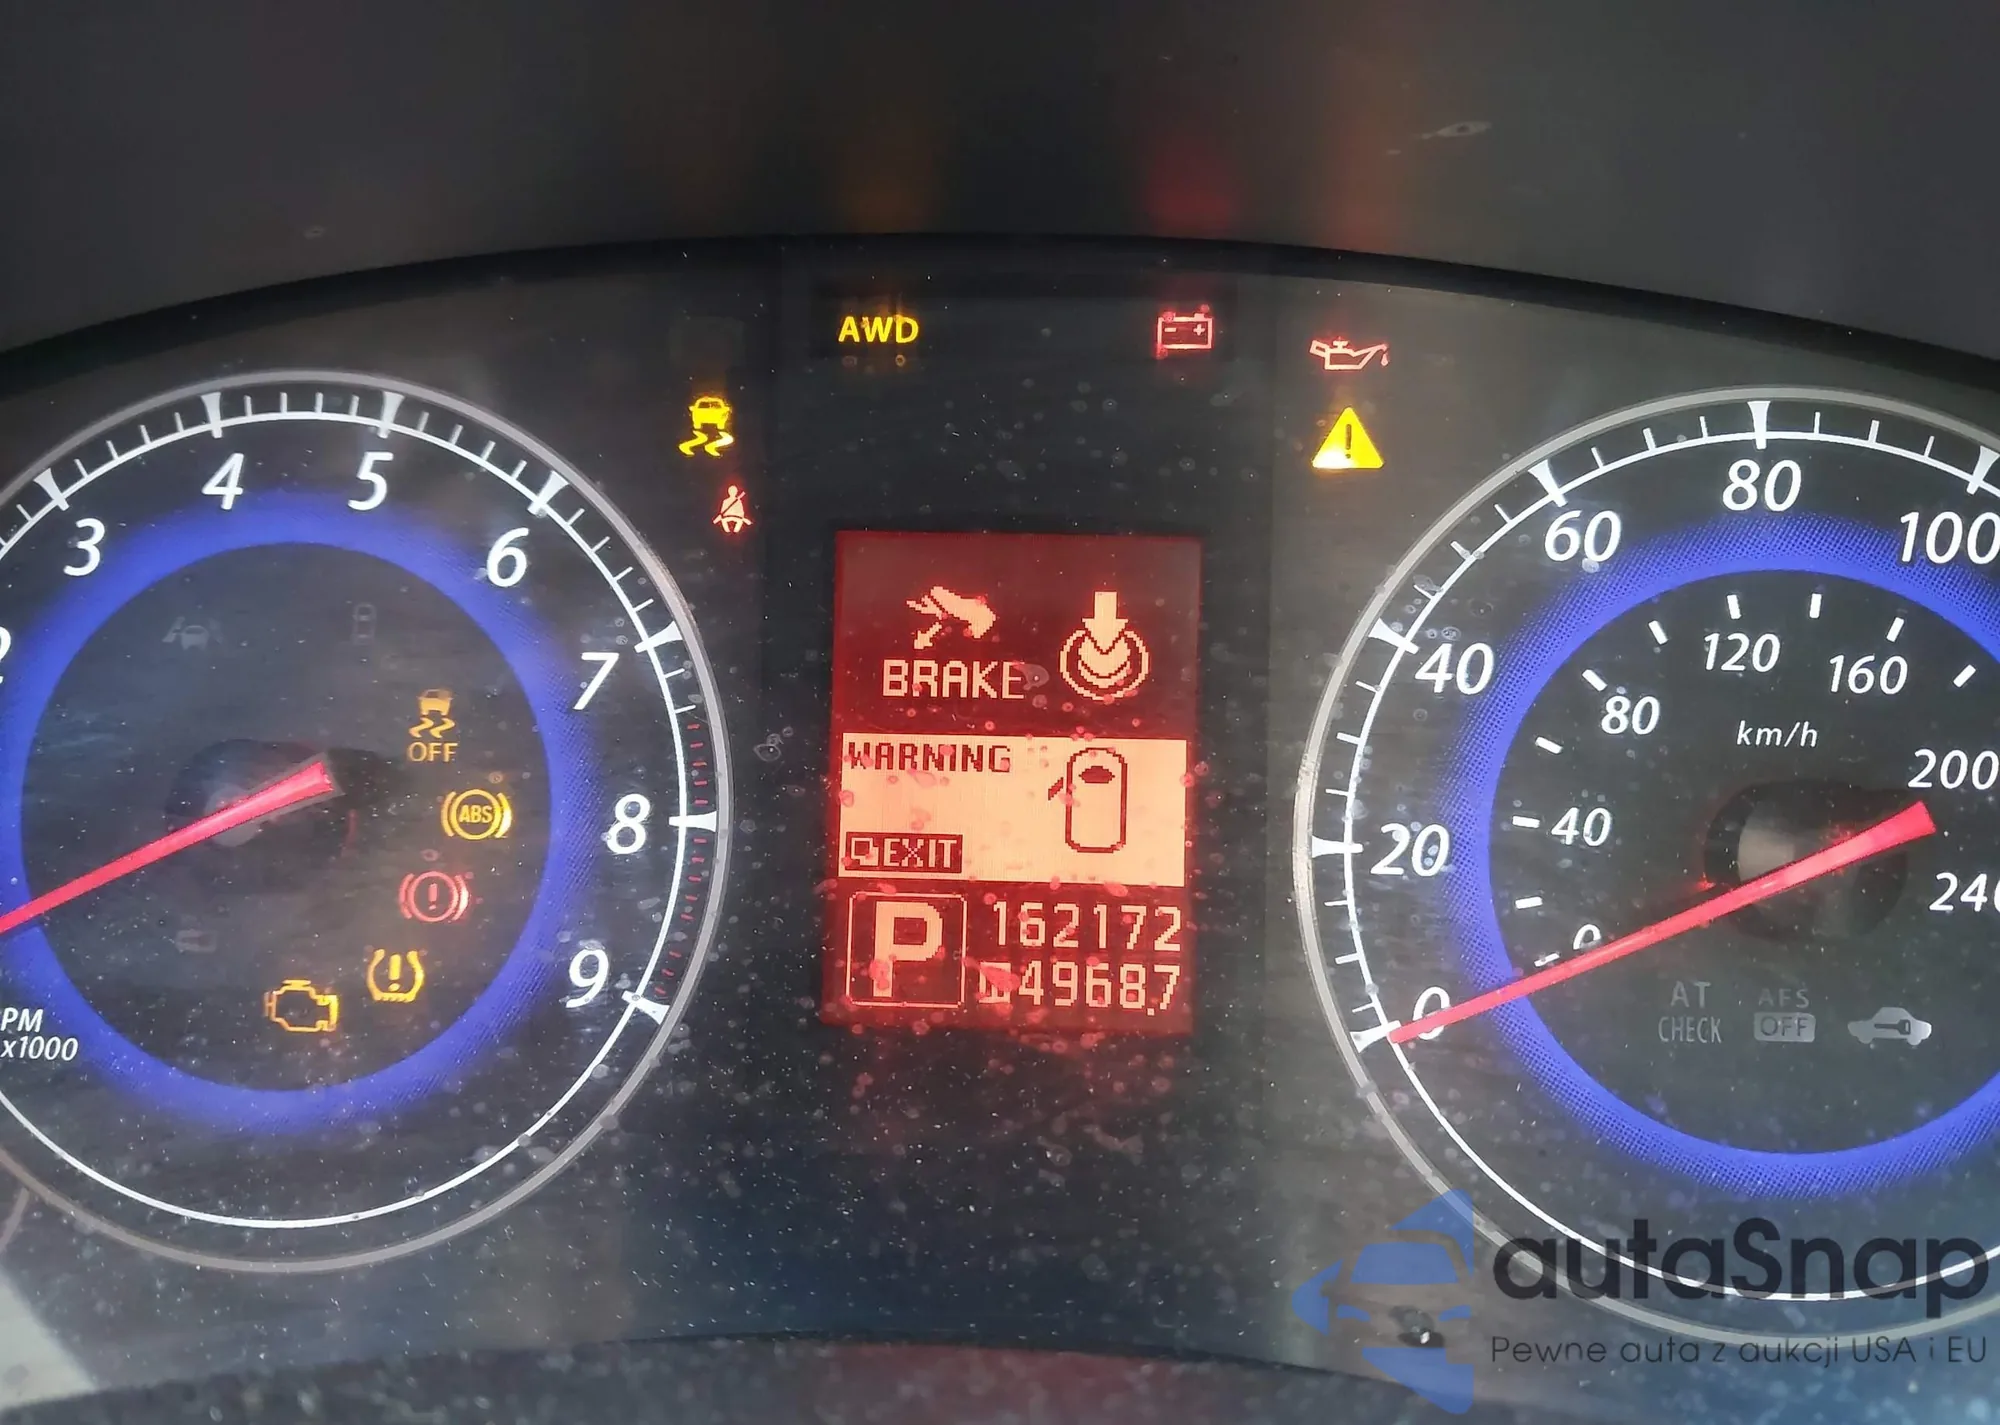 AWD
4
5
3
6
7
8
9
OFF
ABS
PM
x1000
BRAKE
WARNING
EXIT
P
162172
49687
80
60
100
40
20
0
120
160
80
km/h
200
40
240
0
AT
CHECK
AFS
OFF
autaSnap
Pewne auta z aukcji USA i EU